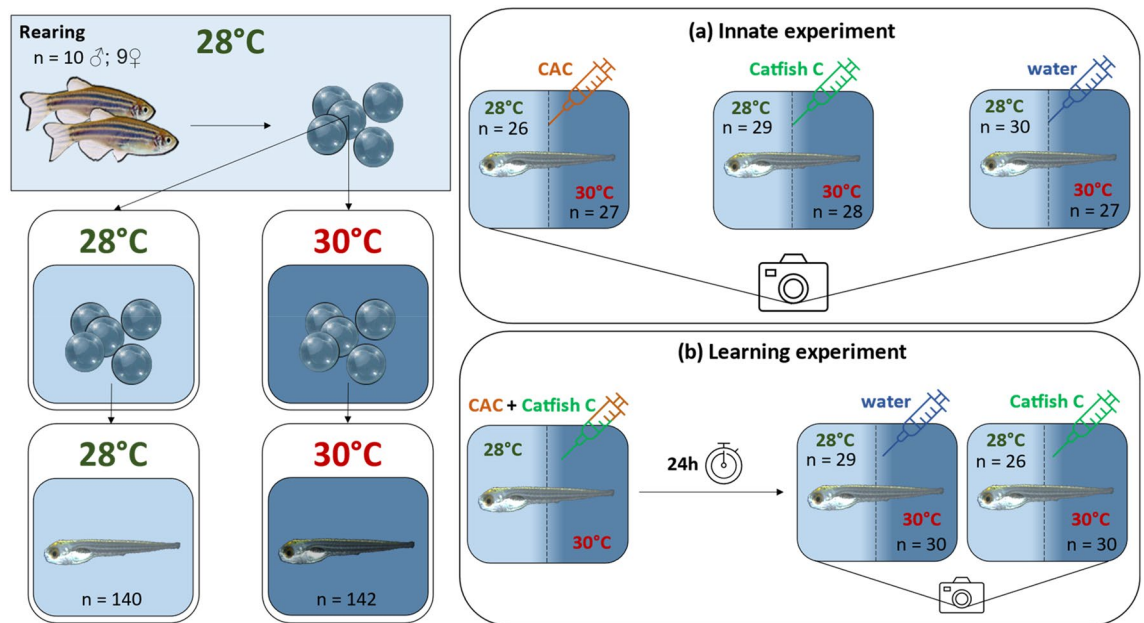 Rearing
n = 10 ♂; 9♀
28°C
28°C
30°C
28°C
n = 140
30°C
n = 142
(a) Innate experiment
CAC
28°C
n = 26
30°C
n = 27
Catfish C
28°C
n = 29
30°C
n = 28
water
28°C
n = 30
30°C
n = 27
(b) Learning experiment
CAC + Catfish C
28°C
30°C
24h
water
28°C
n = 29
30°C
n = 30
Catfish C
28°C
n = 26
30°C
n = 30